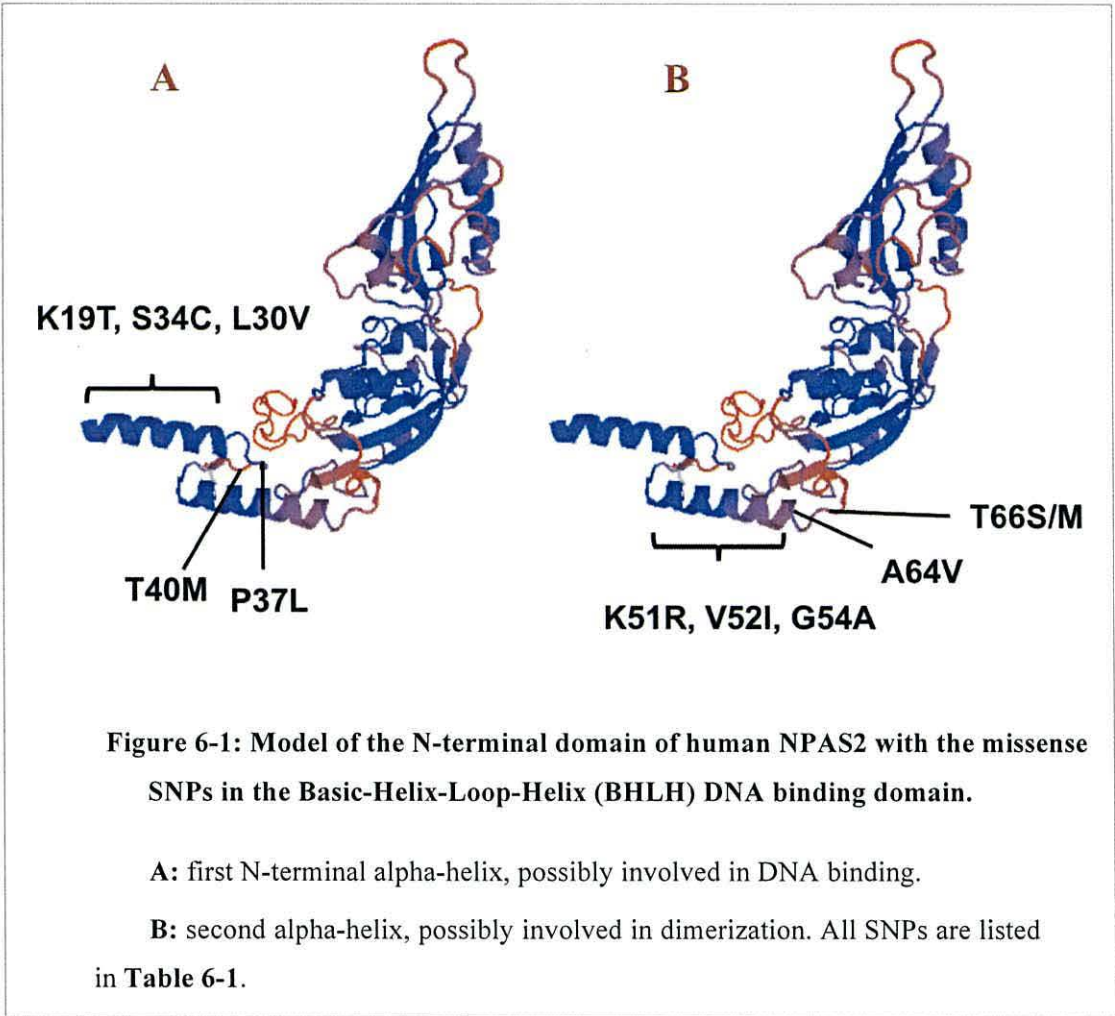 A
B
K19T, S34C, L30V
T40M
P37L
T66S/M
A64V
K51R, V52I, G54A
Figure 6-1: Model of the N-terminal domain of human NPAS2 with the missense
SNPs in the Basic-Helix-Loop-Helix (BHLH) DNA binding domain.
A: first N-terminal alpha-helix, possibly involved in DNA binding.
B: second alpha-helix, possibly involved in dimerization. All SNPs are listed
in Table 6-1.